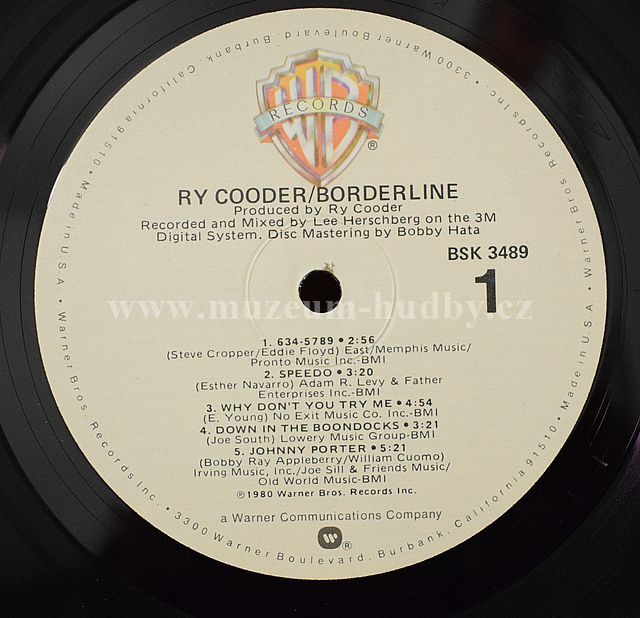 3300 Warner Boulevard, Burbank, California 91510 • Made in U.S.A. • Warner Bros. Records Inc. • 3300 Warner Boulevard, Burbank, California 91510 • Made in U.S.A. • Warner Bros. Records Inc. •
WB
RECORDS
®
RY COODER/BORDERLINE
Produced by Ry Cooder
Recorded and Mixed by Lee Herschberg on the 3M
Digital System. Disc Mastering by Bobby Hata
BSK 3489
1
www.muzeum-hudby.cz
1. 634-5789 • 2:56
(Steve Cropper/Eddie Floyd) East/Memphis Music/
Pronto Music Inc.-BMI
2. SPEEDO • 3:20
(Esther Navarro) Adam R. Levy & Father
Enterprises Inc.-BMI
3. WHY DON'T YOU TRY ME • 4:54
(E. Young) No Exit Music Co. Inc.-BMI
4. DOWN IN THE BOONDOCKS • 3:21
(Joe South) Lowery Music Group-BMI
5. JOHNNY PORTER • 5:21
(Bobby Ray Appleberry/William Cuomo)
Irving Music, Inc./Joe Sill & Friends Music/
Old World Music-BMI
℗1980 Warner Bros. Records Inc.
a Warner Communications Company
W ®